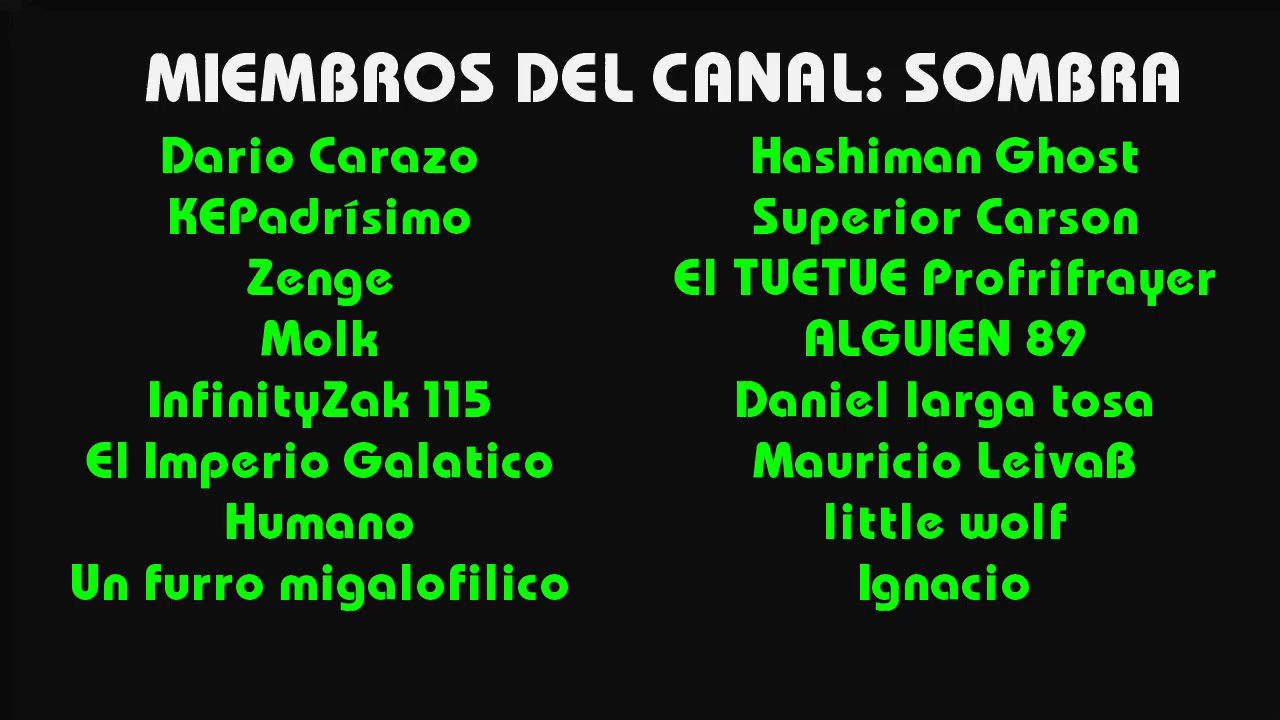 MIEMBROS DEL CANAL: SOMBRA
Dario Carazo
KEPadrísimo
Zenge
Molk
InfinityZak 115
El Imperio Galatico
Humano
Un furro migalofilico
Hashiman Ghost
Superior Carson
El TUETUE Profrifrayer
ALGUIEN 89
Daniel larga tosa
Mauricio LeivaB
little wolf
Ignacio